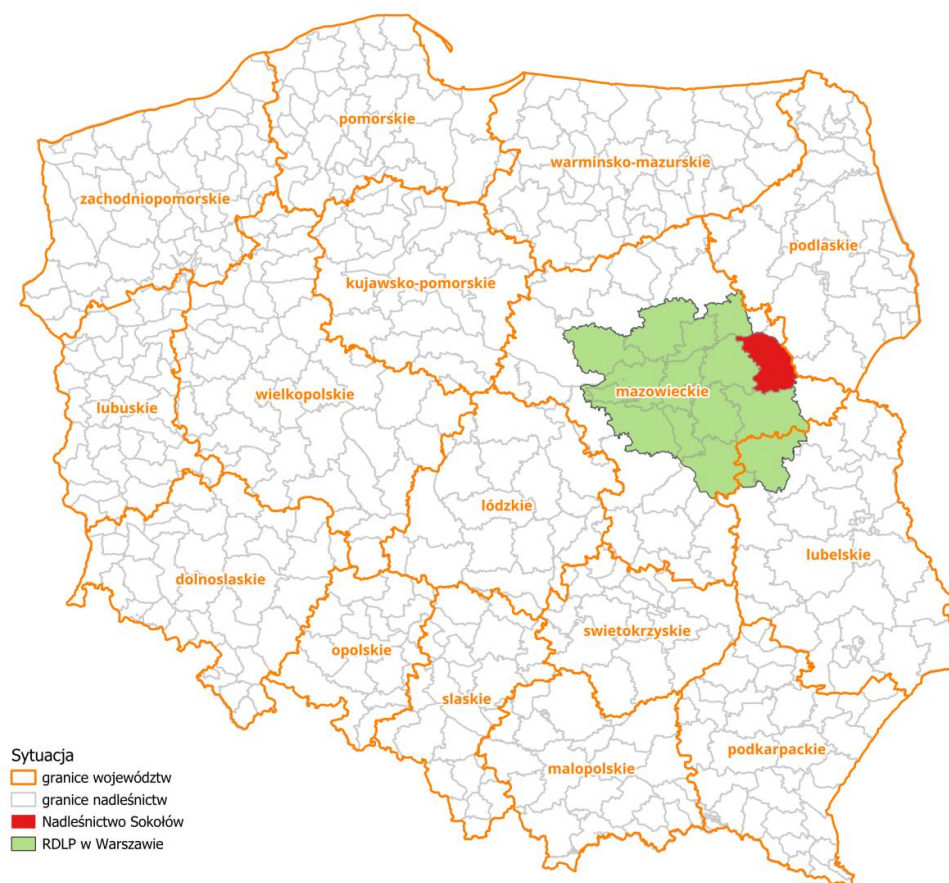 pomorskie
warminsko-mazurskie
zachodniopomorskie
podlaskie
kujawsko-pomorskie
mazowieckie
wielkopolskie
lubuskie
lódzkie
lubelskie
dolnoslaskie
swietokrzyskie
opolskie
slaskie
podkarpackie
malopolskie
Sytuacja
granice województw
granice nadleśnictw
Nadleśnictwo Sokołów
RDLP w Warszawie